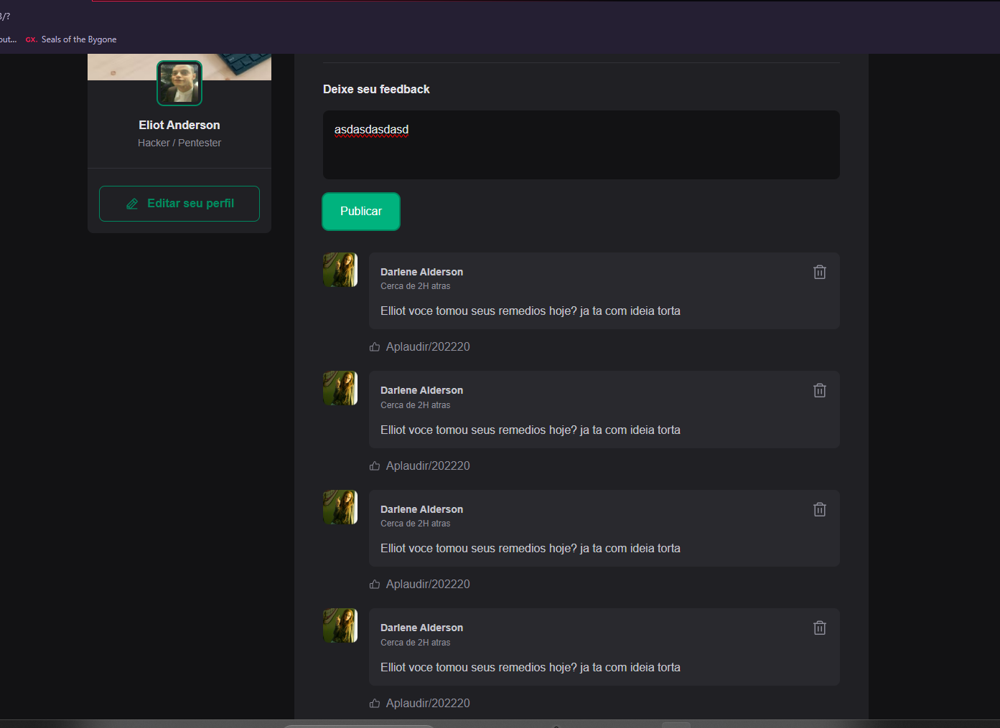 3/?
out...
GX. Seals of the Bygone
Eliot Anderson
Hacker / Pentester
Editar seu perfil
Deixe seu feedback
asdasdasdasd
Publicar
Darlene Alderson
Cerca de 2H atras
Elliot voce tomou seus remedios hoje? ja ta com ideia torta
Aplaudir/202220
Darlene Alderson
Cerca de 2H atras
Elliot voce tomou seus remedios hoje? ja ta com ideia torta
Aplaudir/202220
Darlene Alderson
Cerca de 2H atras
Elliot voce tomou seus remedios hoje? ja ta com ideia torta
Aplaudir/202220
Darlene Alderson
Cerca de 2H atras
Elliot voce tomou seus remedios hoje? ja ta com ideia torta
Aplaudir/202220